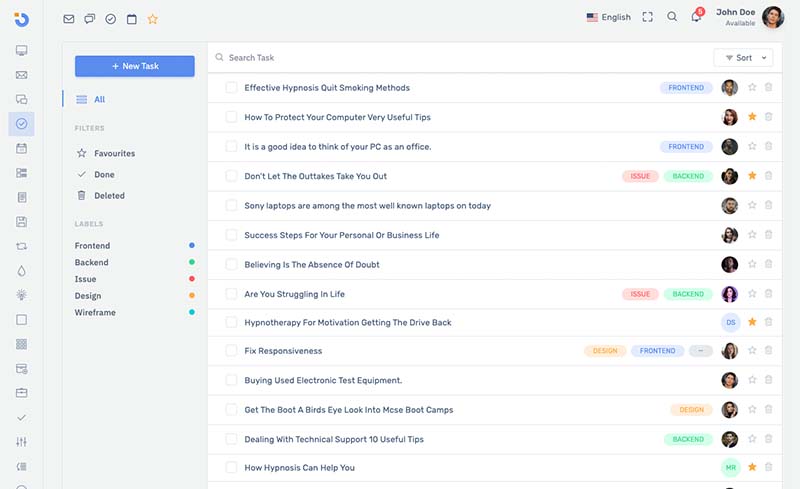 English
5
John Doe
Available
+ New Task
All
FILTERS
Favourites
Done
Deleted
LABELS
Frontend
Backend
Issue
Design
Wireframe
Search Task
Sort
Effective Hypnosis Quit Smoking Methods FRONTEND
How To Protect Your Computer Very Useful Tips
It is a good idea to think of your PC as an office. FRONTEND
Don't Let The Outtakes Take You Out ISSUE BACKEND
Sony laptops are among the most well known laptops on today
Success Steps For Your Personal Or Business Life
Believing Is The Absence Of Doubt
Are You Struggling In Life ISSUE BACKEND
Hypnotherapy For Motivation Getting The Drive Back DS
Fix Responsiveness DESIGN FRONTEND
Buying Used Electronic Test Equipment.
Get The Boot A Birds Eye Look Into Mcse Boot Camps DESIGN
Dealing With Technical Support 10 Useful Tips BACKEND
How Hypnosis Can Help You MR